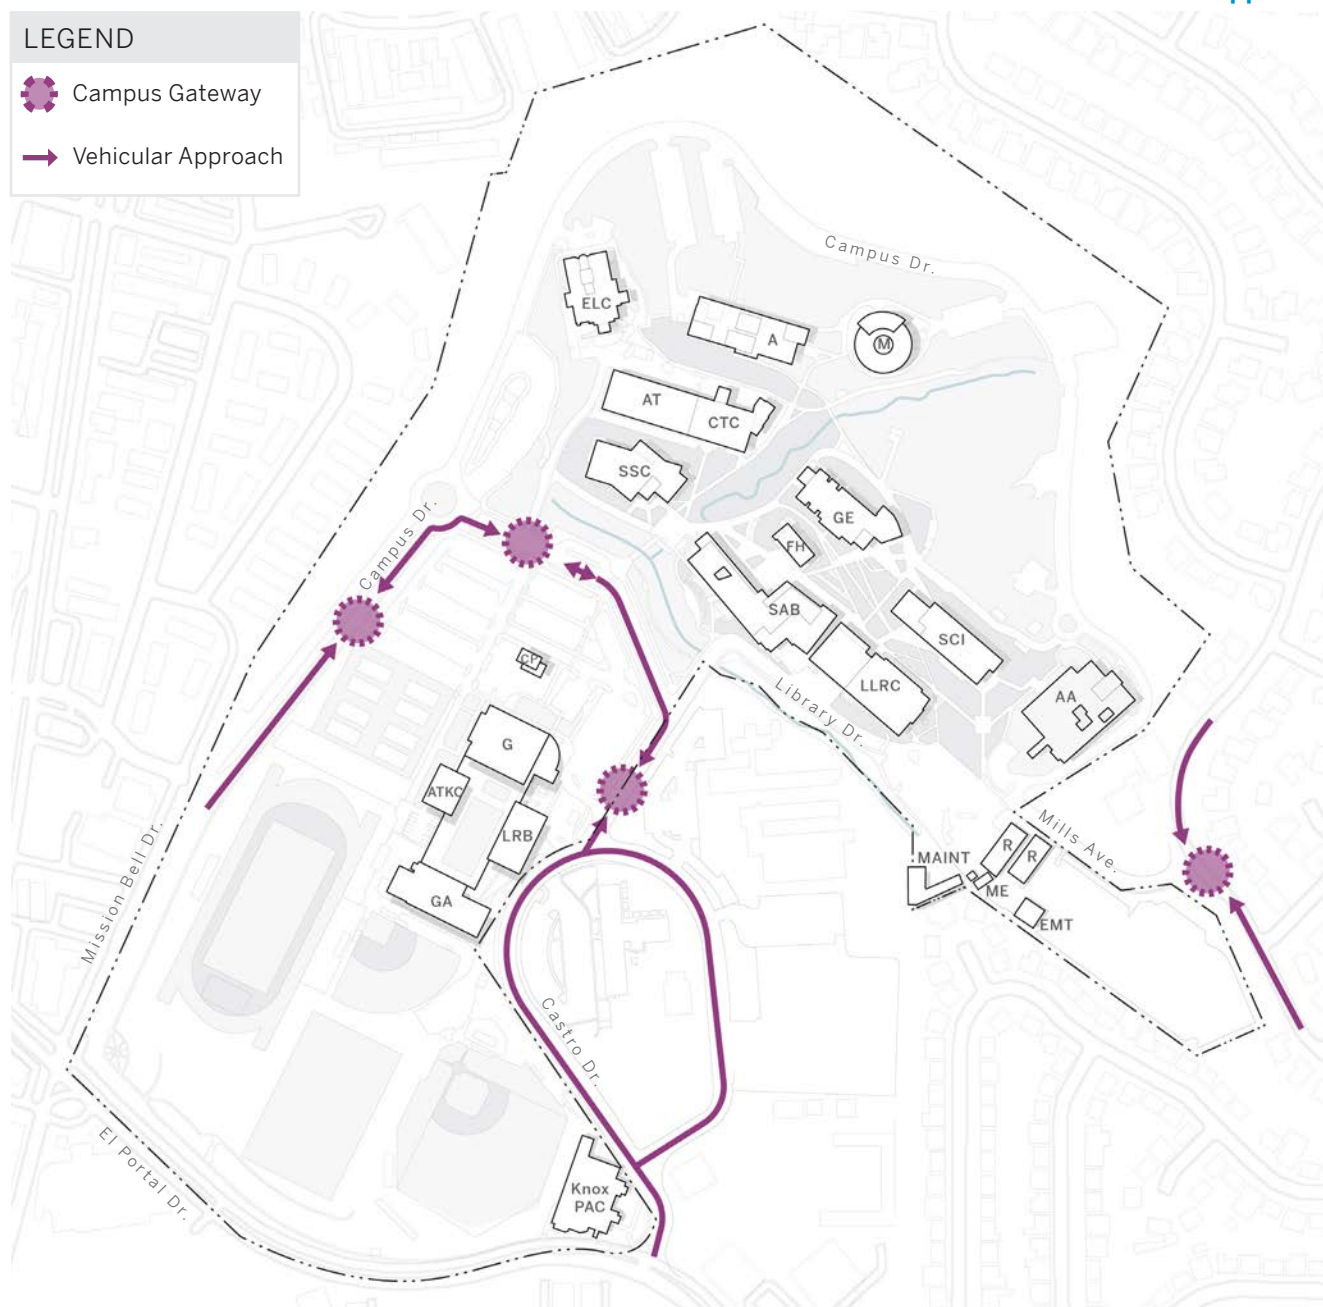 LEGEND
Campus Gateway
Vehicular Approach
Campus Dr.
ELC
A
M
AT
CTC
SSC
GE
Campus Dr.
FH
SAB
SCI
CP
LLRC
AA
Library Dr.
G
ATKC
LRB
Mills Ave.
R
R
MAINT
ME
GA
EMT
Mission Bell Dr.
Castro Dr.
El Portal Dr.
Knox
PAC